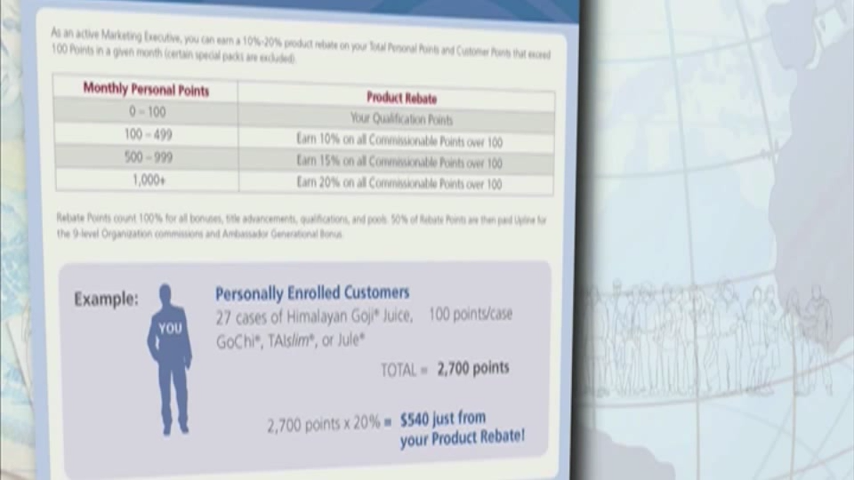 As an active Marketing Executive, you can earn a 10%-20% product rebate on your Total Personal Points and Customer Points that exceed
100 Points in a given month (certain special packs are excluded).
Monthly Personal Points Product Rebate
0 – 100 Your Qualification Points
100 – 499 Earn 10% on all Commissionable Points over 100
500 – 999 Earn 15% on all Commissionable Points over 100
1,000+ Earn 20% on all Commissionable Points over 100
Rebate Points count 100% for all bonuses, title advancements, qualifications, and pools. 50% of Rebate Points are then paid Upline for
the 9-level Organization commissions and Ambassador Generational Bonus.
Example:
YOU
Personally Enrolled Customers
27 cases of Himalayan Goji® Juice, 100 points/case
GoChi®, TAIslim®, or Jule®
TOTAL = 2,700 points
2,700 points x 20% = $540 just from
your Product Rebate!